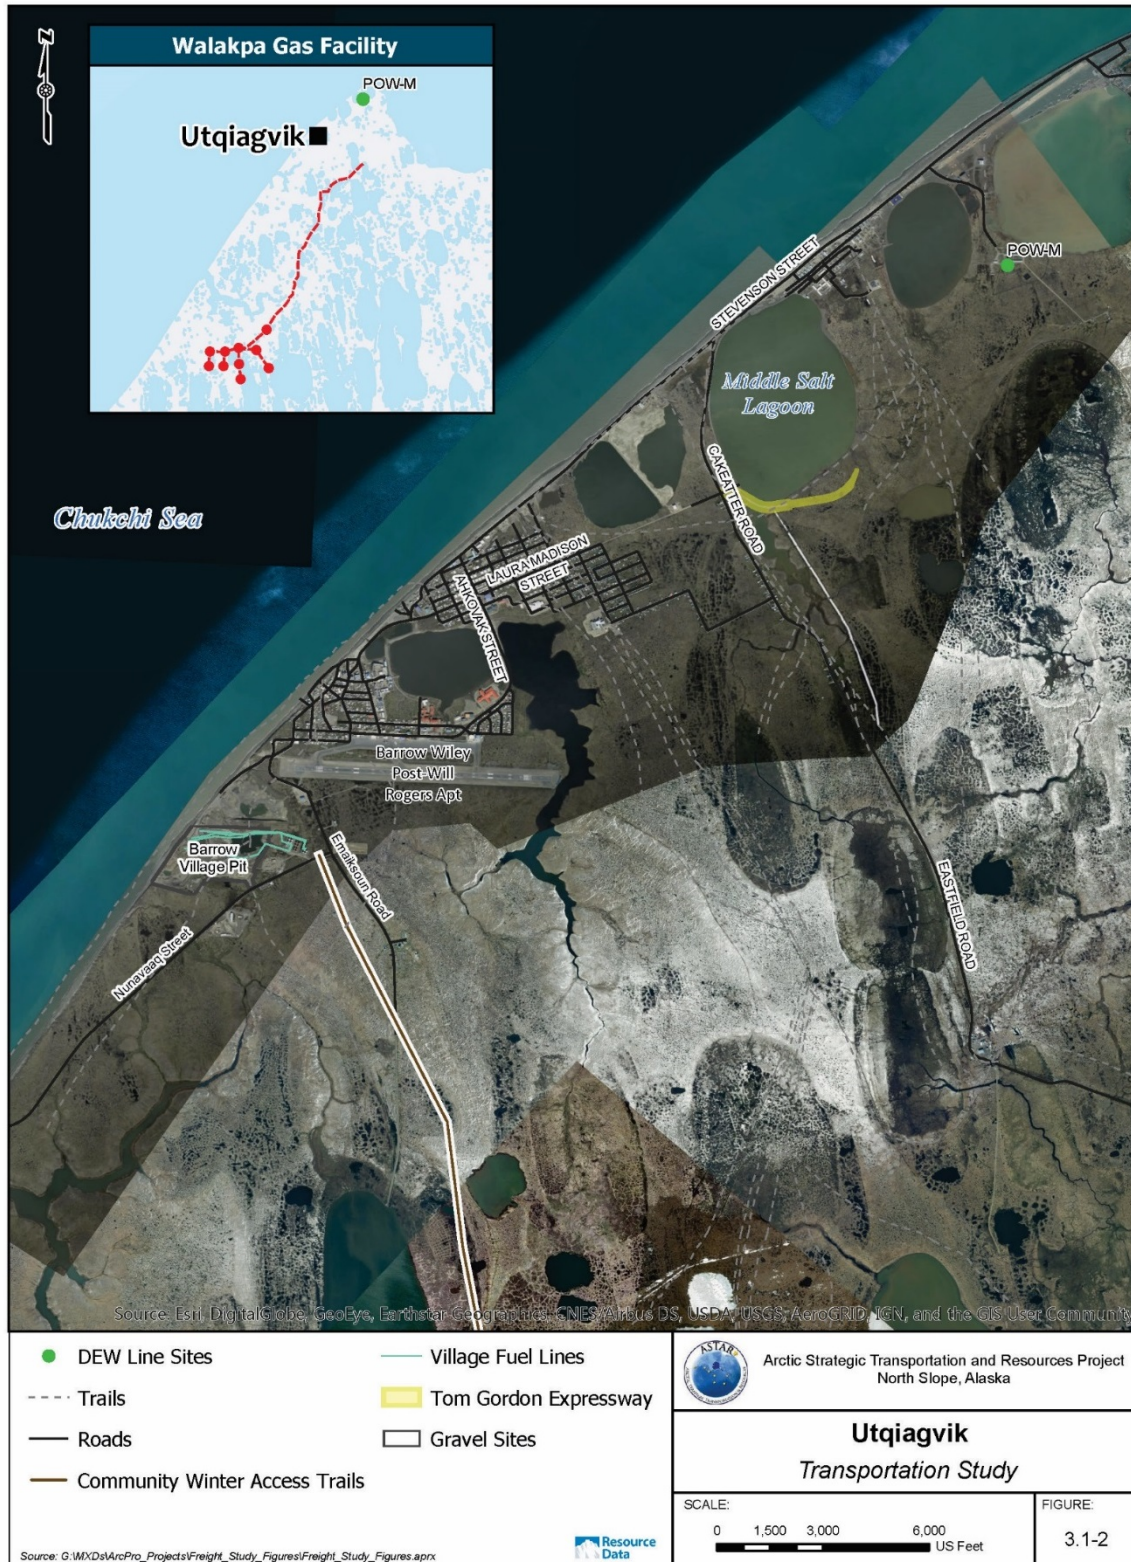 N
Walakpa Gas Facility
POW-M
Utqiagvik
POW-M
STEVENSON STREET
Middle Salt
Lagoon
CAKEATTER ROAD
Chukchi Sea
LAURA MADISON
STREET
AHKOVAK STREET
Barrow Wiley
Post-Will
Rogers Apt
Barrow
Village Pit
Emaiksoun Road
Nunavaaq Street
EASTFIELD ROAD
Source: Esri, DigitalGlobe, GeoEye, Earthstar Geographics, CNES/Airbus DS, USDA, USGS, AeroGRID, IGN, and the GIS User Community
DEW Line Sites
Trails
Roads
Community Winter Access Trails
Village Fuel Lines
Tom Gordon Expressway
Gravel Sites
Source: G:\MXDs\ArcPro_Projects\Freight_Study_Figures\Freight_Study_Figures.aprx
Resource
Data
ASTAR
Arctic Strategic Transportation and Resources Project
North Slope, Alaska
Utqiagvik
Transportation Study
SCALE:
0 1,500 3,000 6,000
US Feet
FIGURE:
3.1-2